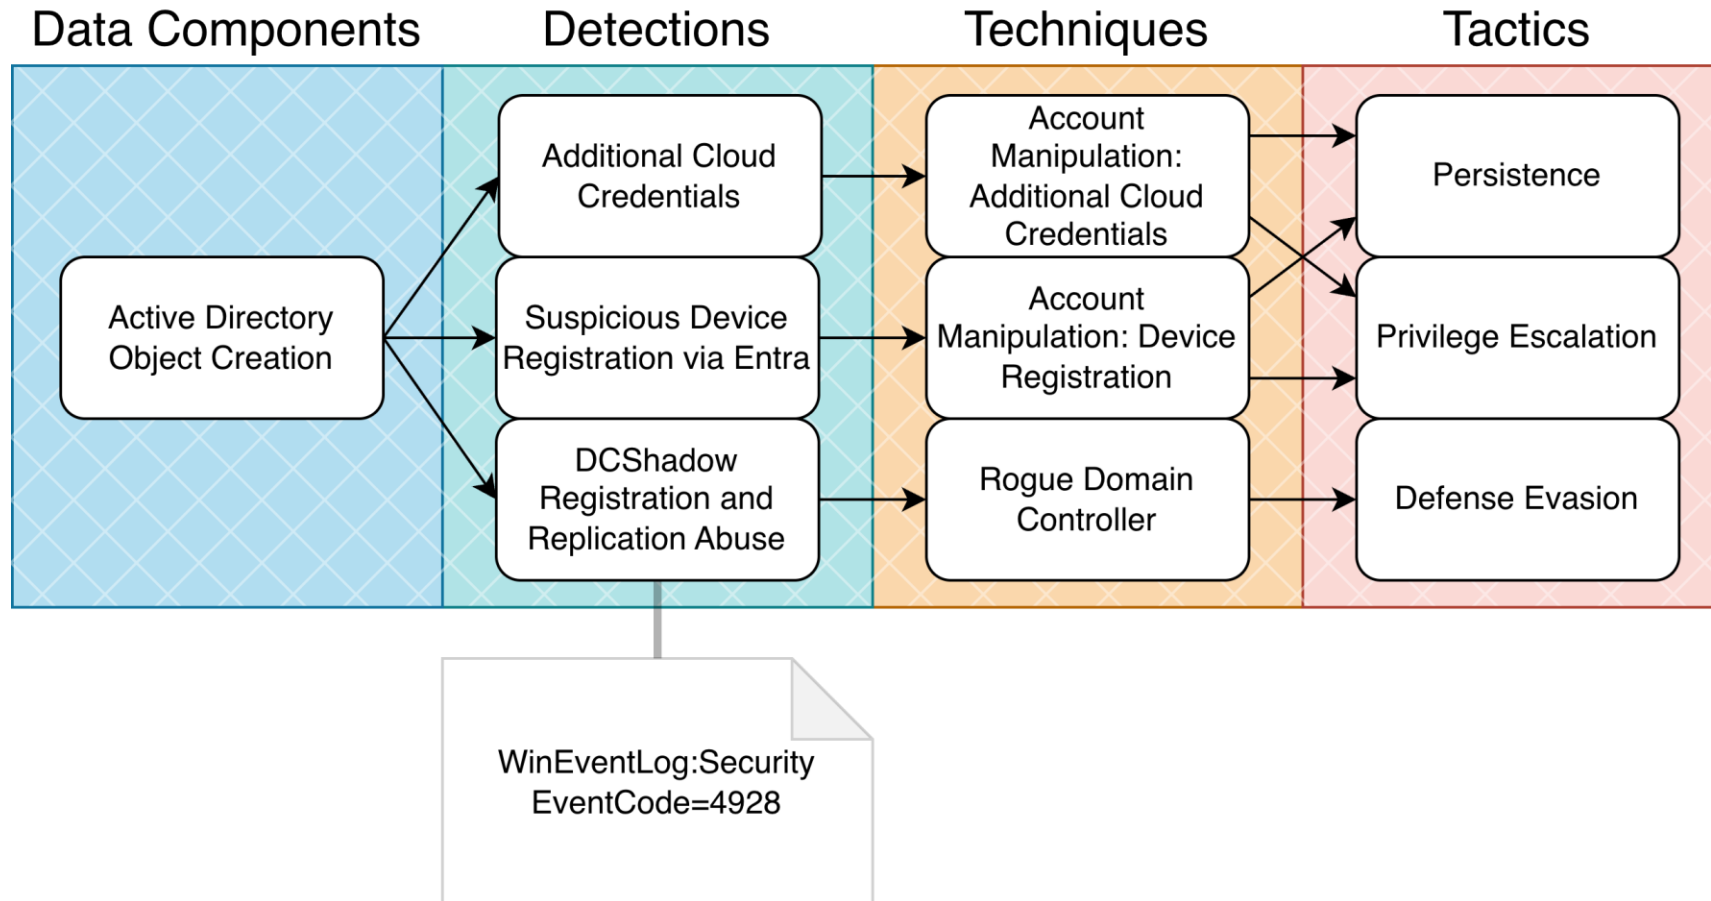 Data Components
Detections
Techniques
Tactics
Active Directory
Object Creation
Additional Cloud
Credentials
Suspicious Device
Registration via Entra
DCShadow
Registration and
Replication Abuse
Account
Manipulation:
Additional Cloud
Credentials
Account
Manipulation: Device
Registration
Rogue Domain
Controller
Persistence
Privilege Escalation
Defense Evasion
WinEventLog:Security
EventCode=4928